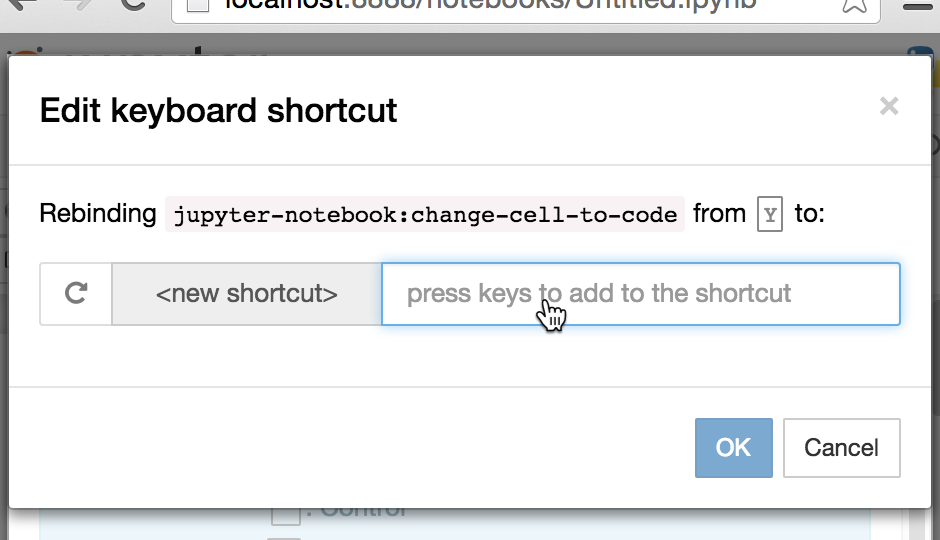 localhost:8888/notebooks/Untitled.ipynb
Edit keyboard shortcut
×
Rebinding jupyter-notebook:change-cell-to-code from Y to:
<new shortcut> press keys to add to the shortcut
OK Cancel
: Control